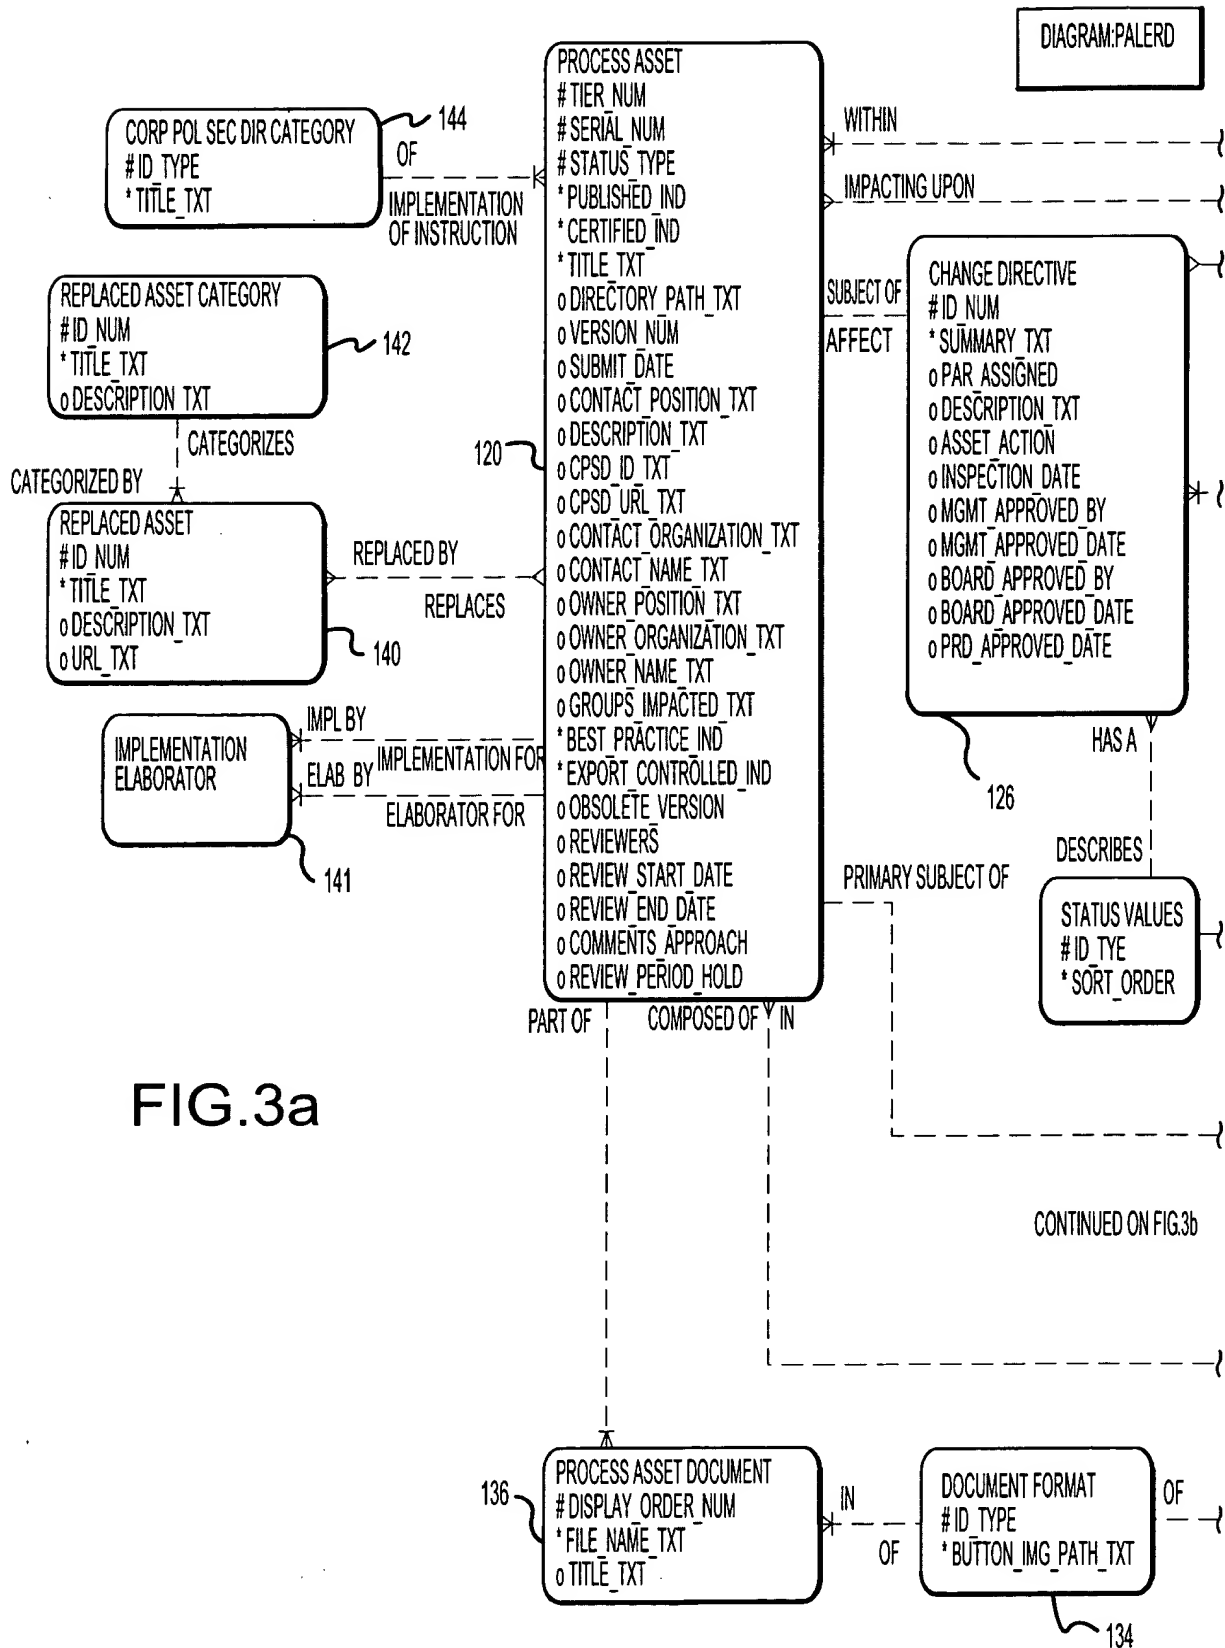 DIAGRAM:PALERD
PROCESS ASSET
# TIER_NUM
# SERIAL_NUM
# STATUS_TYPE
* PUBLISHED_IND
* CERTIFIED_IND
* TITLE_TXT
o DIRECTORY_PATH_TXT
o VERSION_NUM
o SUBMIT_DATE
o CONTACT_POSITION_TXT
o DESCRIPTION_TXT
o CPSD_ID_TXT
o CPSD_URL_TXT
o CONTACT_ORGANIZATION_TXT
o CONTACT_NAME_TXT
o OWNER_POSITION_TXT
o OWNER_ORGANIZATION_TXT
o OWNER_NAME_TXT
o GROUPS_IMPACTED_TXT
* BEST_PRACTICE_IND
* EXPORT_CONTROLLED_IND
o OBSOLETE_VERSION
o REVIEWERS
o REVIEW_START_DATE
o REVIEW_END_DATE
o COMMENTS_APPROACH
o REVIEW_PERIOD_HOLD
120
CORP POL SEC DIR CATEGORY
# ID_TYPE
* TITLE_TXT
144
OF
IMPLEMENTATION
OF INSTRUCTION
REPLACED ASSET CATEGORY
# ID_NUM
* TITLE_TXT
o DESCRIPTION_TXT
142
CATEGORIZES
CATEGORIZED BY
REPLACED ASSET
# ID_NUM
* TITLE_TXT
o DESCRIPTION_TXT
o URL_TXT
140
REPLACED BY
REPLACES
IMPLEMENTATION
ELABORATOR
141
IMPL BY
IMPLEMENTATION FOR
ELAB BY
ELABORATOR FOR
WITHIN
IMPACTING UPON
SUBJECT OF
AFFECT
CHANGE DIRECTIVE
# ID_NUM
* SUMMARY_TXT
o PAR_ASSIGNED
o DESCRIPTION_TXT
o ASSET_ACTION
o INSPECTION_DATE
o MGMT_APPROVED_BY
o MGMT_APPROVED_DATE
o BOARD_APPROVED_BY
o BOARD_APPROVED_DATE
o PRD_APPROVED_DATE
126
HAS A
DESCRIBES
STATUS VALUES
# ID_TYE
* SORT_ORDER
PRIMARY SUBJECT OF
PART OF
COMPOSED OF
IN
FIG.3a
CONTINUED ON FIG.3b
PROCESS ASSET DOCUMENT
# DISPLAY_ORDER_NUM
* FILE_NAME_TXT
o TITLE_TXT
136
IN
OF
DOCUMENT FORMAT
# ID_TYPE
* BUTTON_IMG_PATH_TXT
134
OF